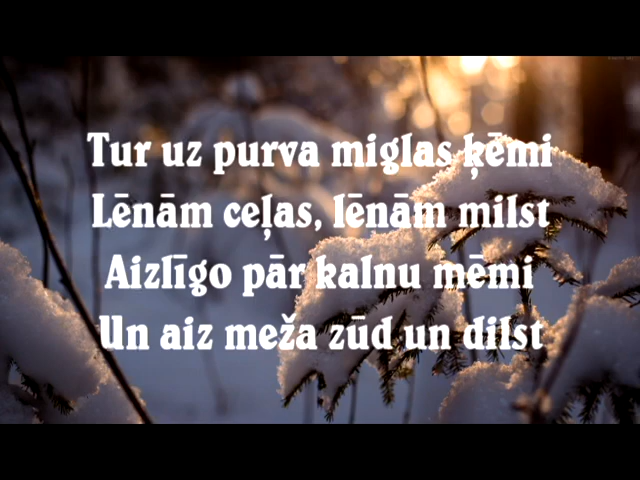 Tur uz purva miglas ķēmi
Lēnām ceļas, lēnām milst
Aizlīgo pār kalnu mēmi
Un aiz meža zūd un dilst